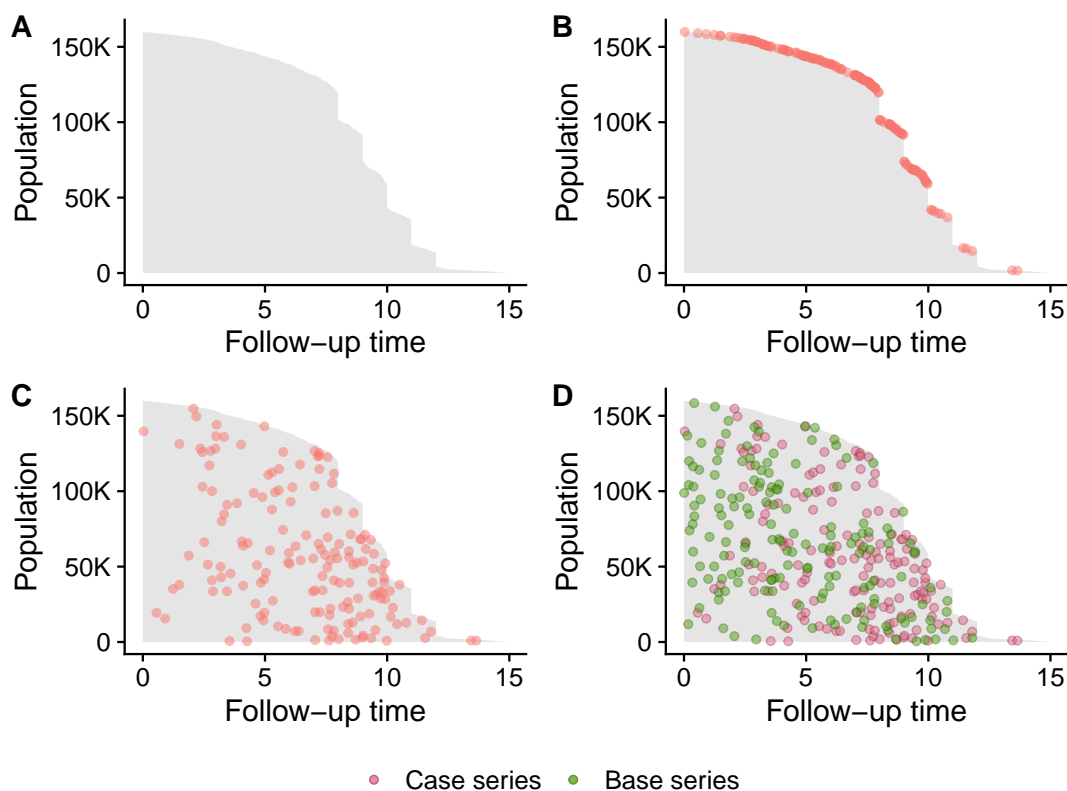 A
150K
100K
50K
0
Population
0 5 10 15
Follow−up time
B
150K
100K
50K
0
Population
0 5 10 15
Follow−up time
C
150K
100K
50K
0
Population
0 5 10 15
Follow−up time
D
150K
100K
50K
0
Population
0 5 10 15
Follow−up time
Case series Base series